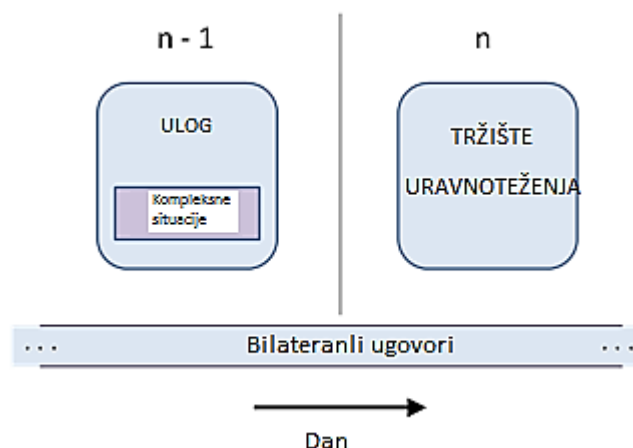 n - 1
n
ULOG
Kompleksne
situacije
TRŽIŠTE
URAVNOTEŽENJA
... Bilateranli ugovori ...
Dan